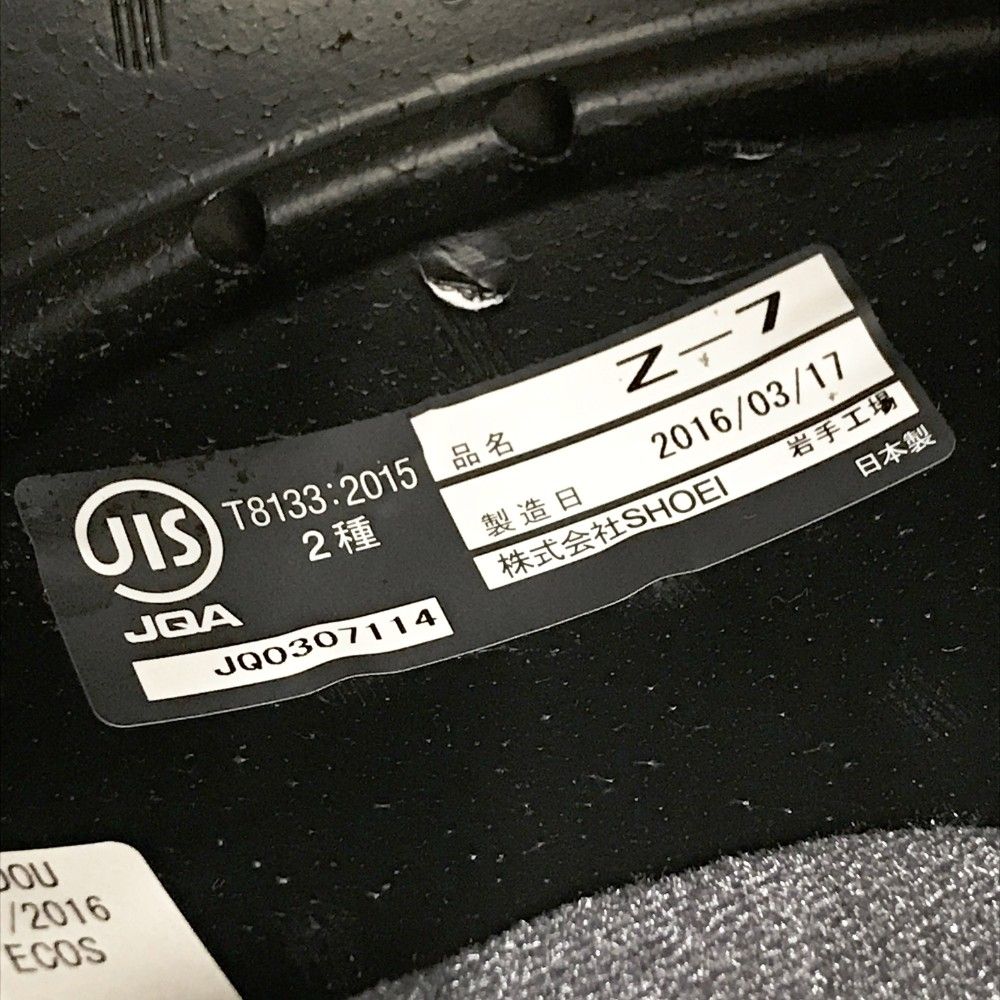 JIS
T8133:2015
2種
JQA
JQ0307114
品名 Z-7
製造日 2016/03/17
株式会社SHOEI 岩手工場
日本製
OU
/2016
ECOS